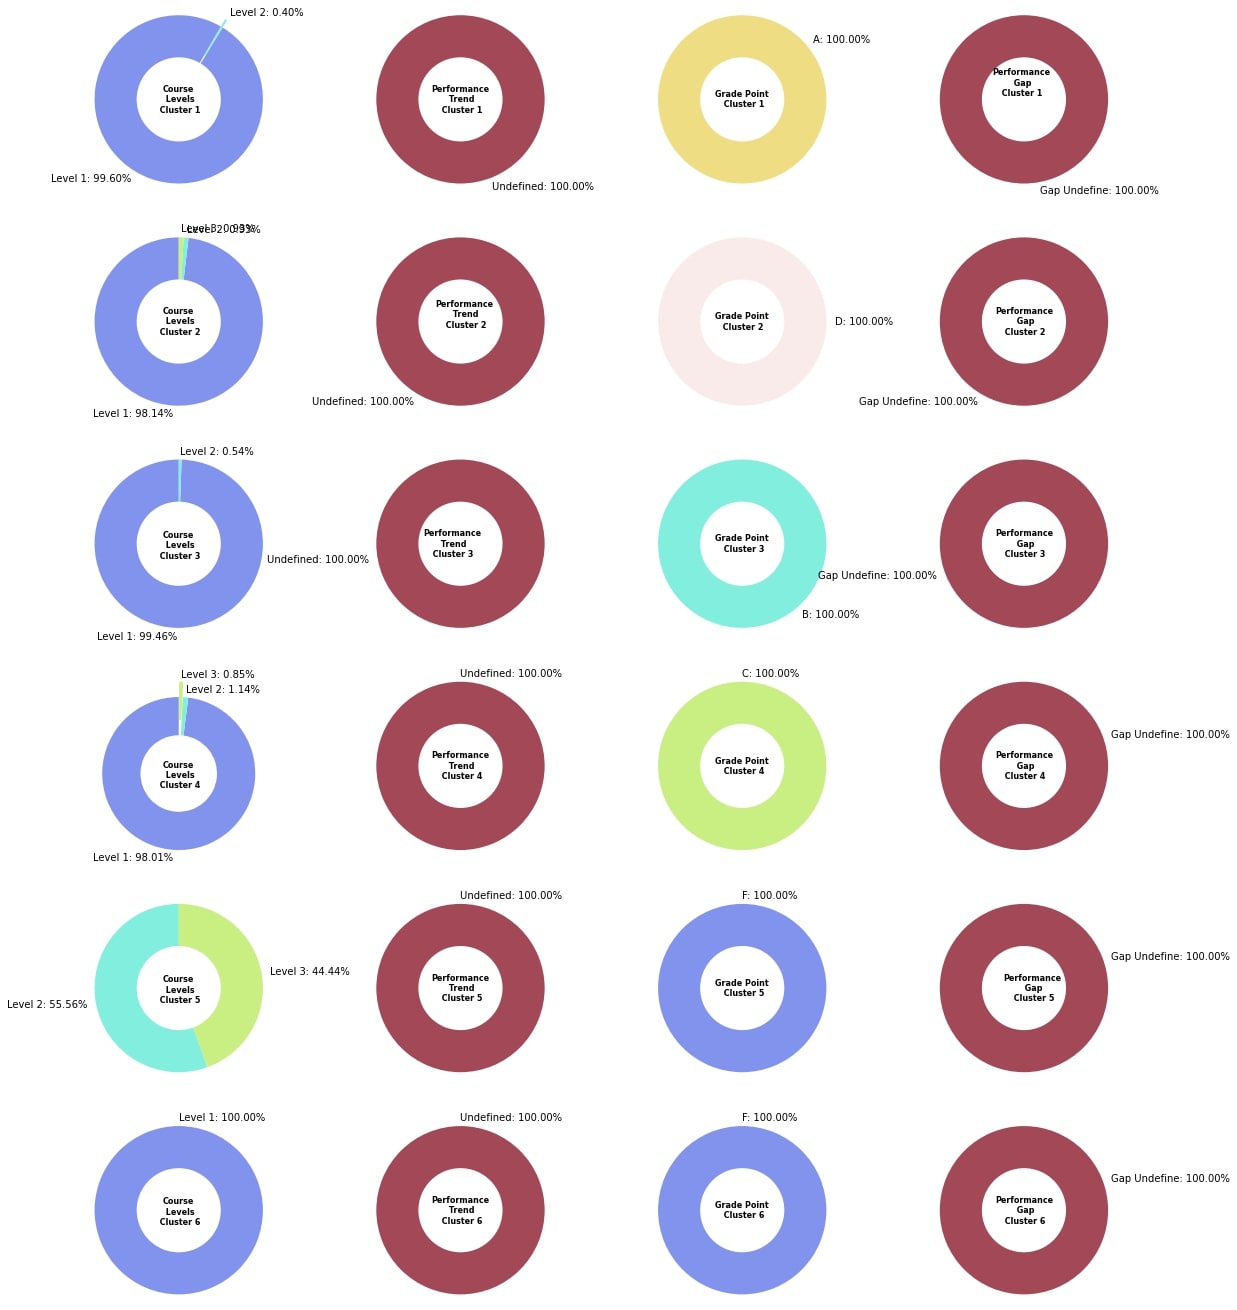 Level 2: 0.40%
Course
Levels
Cluster 1
Level 1: 99.60%
Performance
Trend
Cluster 1
Undefined: 100.00%
A: 100.00%
Grade Point
Cluster 1
Performance
Gap
Cluster 1
Gap Undefine: 100.00%
Level 3: 0.93%
Level 2: 0.93%
Course
Levels
Cluster 2
Level 1: 98.14%
Performance
Trend
Cluster 2
Undefined: 100.00%
Grade Point
Cluster 2
D: 100.00%
Performance
Gap
Cluster 2
Gap Undefine: 100.00%
Level 2: 0.54%
Course
Levels
Cluster 3
Level 1: 99.46%
Performance
Trend
Cluster 3
Undefined: 100.00%
Grade Point
Cluster 3
B: 100.00%
Performance
Gap
Cluster 3
Gap Undefine: 100.00%
Level 3: 0.85%
Level 2: 1.14%
Course
Levels
Cluster 4
Level 1: 98.01%
Undefined: 100.00%
Performance
Trend
Cluster 4
C: 100.00%
Grade Point
Cluster 4
Gap Undefine: 100.00%
Performance
Gap
Cluster 4
Level 3: 44.44%
Course
Levels
Cluster 5
Level 2: 55.56%
Undefined: 100.00%
Performance
Trend
Cluster 5
F: 100.00%
Grade Point
Cluster 5
Gap Undefine: 100.00%
Performance
Gap
Cluster 5
Level 1: 100.00%
Course
Levels
Cluster 6
Undefined: 100.00%
Performance
Trend
Cluster 6
F: 100.00%
Grade Point
Cluster 6
Gap Undefine: 100.00%
Performance
Gap
Cluster 6